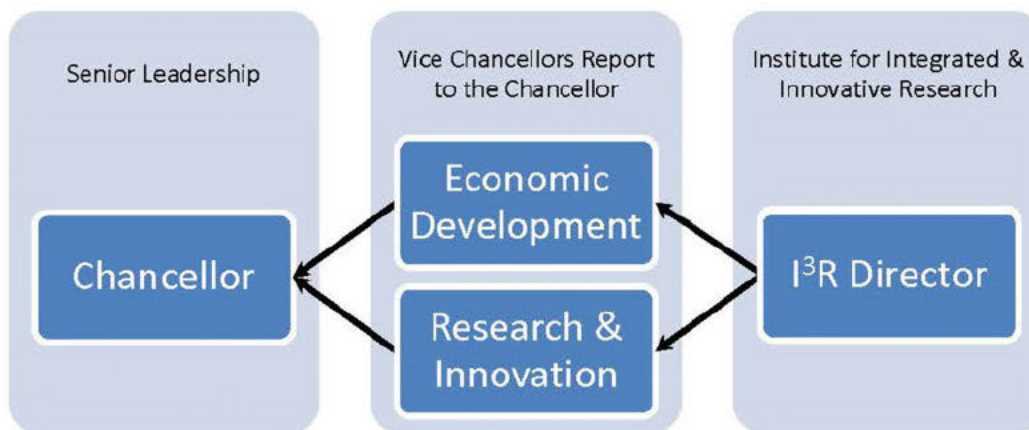 Senior Leadership
Chancellor
Vice Chancellors Report
to the Chancellor
Economic
Development
Research &
Innovation
Institute for Integrated &
Innovative Research
I³R Director